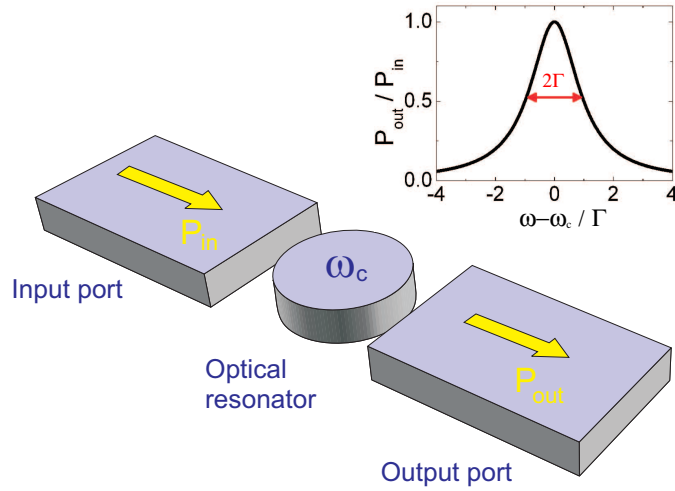 P_out / P_in
1.0
0.5
0.0
2Γ
-4
-2
0
2
4
ω−ω_c / Γ
P_in
Input port
ω_c
Optical
resonator
P_out
Output port